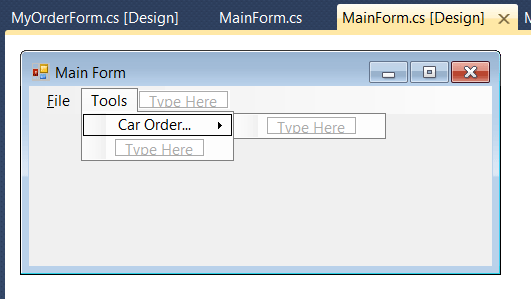 MyOrderForm.cs [Design] MainForm.cs MainForm.cs [Design]
Main Form
File Tools Type Here
Car Order... Type Here
Type Here